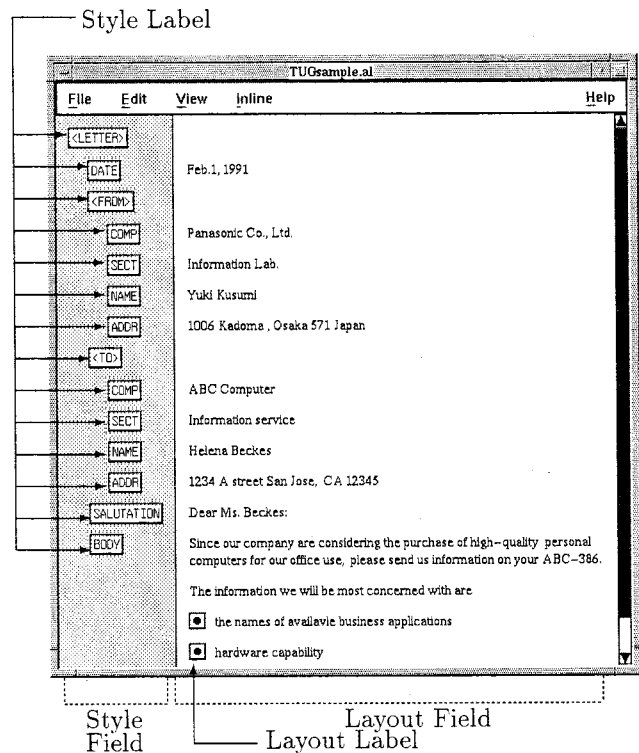 Style Label
TUGsample.al
File Edit View Inline Help
<LETTER>
DATE Feb.1, 1991
<FROM>
COMP Panasonic Co., Ltd.
SECT Information Lab.
NAME Yuki Kusumi
ADDR 1006 Kadoma , Osaka 571 Japan
<TO>
COMP ABC Computer
SECT Information service
NAME Helena Beckes
ADDR 1234 A street San Jose, CA 12345
SALUTATION Dear Ms. Beckes:
BODY Since our company are considering the purchase of high-quality personal
computers for our office use, please send us information on your ABC-386.
The information we will be most concerned with are
the names of availavie business applications
hardware capability
Style Field
Layout Field
Layout Label